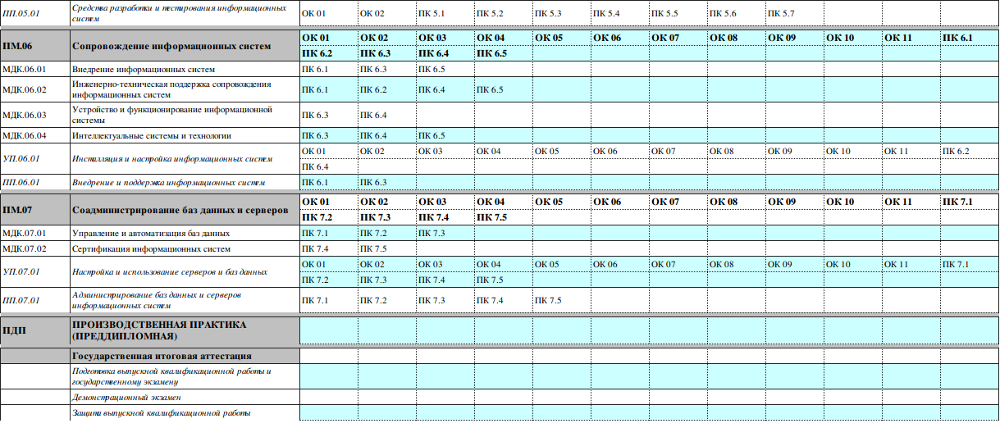 ПП.05.01 Средства разработки и тестирования информационных систем ОК 01 ОК 02 ПК 5.1 ПК 5.2 ПК 5.3 ПК 5.4 ПК 5.5 ПК 5.6 ПК 5.7
ПМ.06 Сопровождение информационных систем ОК 01 ОК 02 ОК 03 ОК 04 ОК 05 ОК 06 ОК 07 ОК 08 ОК 09 ОК 10 ОК 11 ПК 6.1
ПК 6.2 ПК 6.3 ПК 6.4 ПК 6.5
МДК.06.01 Внедрение информационных систем ПК 6.1 ПК 6.3 ПК 6.5
МДК.06.02 Инженерно-техническая поддержка сопровождения информационных систем ПК 6.1 ПК 6.2 ПК 6.4 ПК 6.5
МДК.06.03 Устройство и функционирование информационной системы ПК 6.3 ПК 6.4
МДК.06.04 Интеллектуальные системы и технологии ПК 6.3 ПК 6.4 ПК 6.5
УП.06.01 Инсталляция и настройка информационных систем ОК 01 ОК 02 ОК 03 ОК 04 ОК 05 ОК 06 ОК 07 ОК 08 ОК 09 ОК 10 ОК 11 ПК 6.2
ПК 6.4
ПП.06.01 Внедрение и поддержка информационных систем ПК 6.1 ПК 6.3
ПМ.07 Соадминистрирование баз данных и серверов ОК 01 ОК 02 ОК 03 ОК 04 ОК 05 ОК 06 ОК 07 ОК 08 ОК 09 ОК 10 ОК 11 ПК 7.1
ПК 7.2 ПК 7.3 ПК 7.4 ПК 7.5
МДК.07.01 Управление и автоматизация баз данных ПК 7.1 ПК 7.2 ПК 7.3
МДК.07.02 Сертификация информационных систем ПК 7.4 ПК 7.5
УП.07.01 Настройка и использование серверов и баз данных ОК 01 ОК 02 ОК 03 ОК 04 ОК 05 ОК 06 ОК 07 ОК 08 ОК 09 ОК 10 ОК 11 ПК 7.1
ПК 7.2 ПК 7.3 ПК 7.4 ПК 7.5
ПП.07.01 Администрирование баз данных и серверов информационных систем ПК 7.1 ПК 7.2 ПК 7.3 ПК 7.4 ПК 7.5
ПДП ПРОИЗВОДСТВЕННАЯ ПРАКТИКА
(ПРЕДДИПЛОМНАЯ)
Государственная итоговая аттестация
Подготовка выпускной квалификационной работы и
государственному экзамену
Демонстрационный экзамен
Защита выпускной квалификационной работы